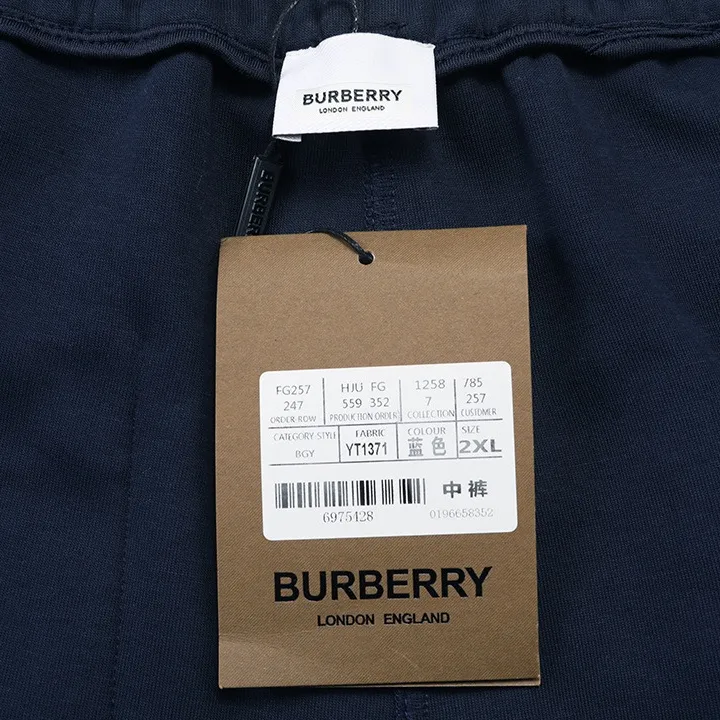 BURBERRY
LONDON ENGLAND
BURBERRY
FG257 HJU FG 1258 785
247 559 352 7 257
ORDER-ROW PRODUCTION ORDER COLLECTION CUSTOMER
CATEGORY-STYLE FABRIC COLOUR SIZE
BGY YT1371 蓝色 2XL
中裤
6975428 0196658352
BURBERRY
LONDON ENGLAND